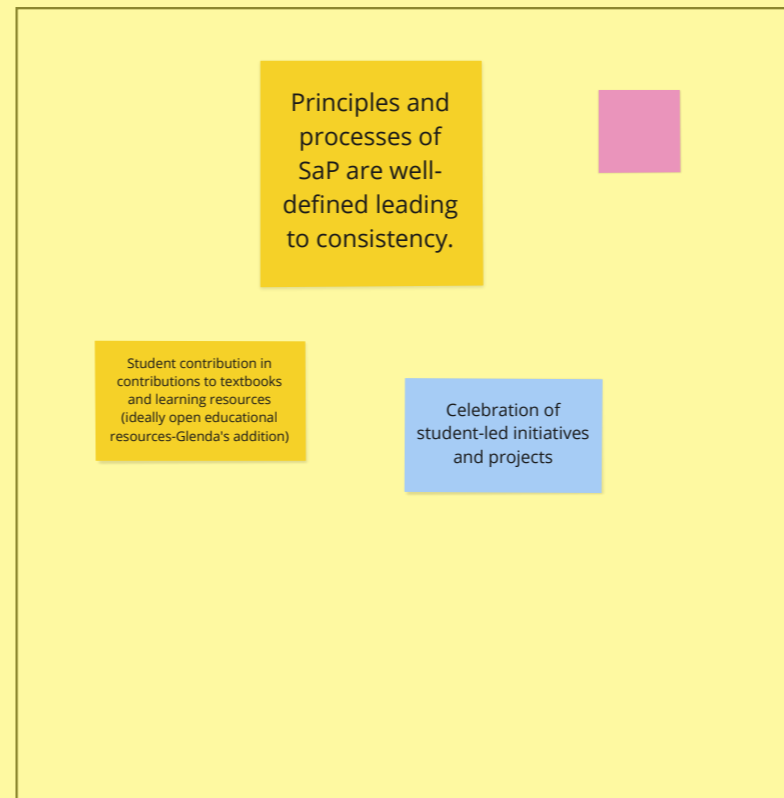 Principles and
processes of
SaP are well-
defined leading
to consistency.
Student contribution in
contributions to textbooks
and learning resources
(ideally open educational
resources-Glenda's addition)
Celebration of
student-led initiatives
and projects